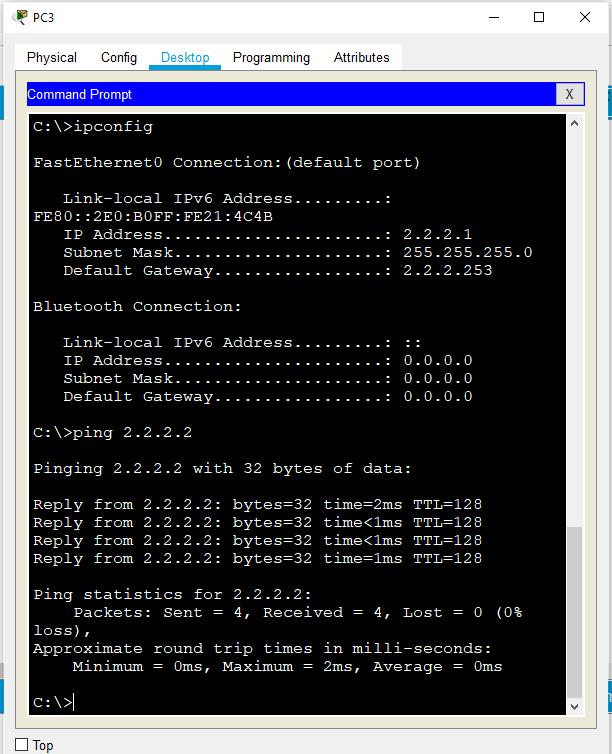 PC3
Physical Config Desktop Programming Attributes
Command Prompt
X
C:\>ipconfig
FastEthernet0 Connection:(default port)
Link-local IPv6 Address.........:
FE80::2E0:B0FF:FE21:4C4B
IP Address......................: 2.2.2.1
Subnet Mask.....................: 255.255.255.0
Default Gateway.................: 2.2.2.253
Bluetooth Connection:
Link-local IPv6 Address.........: ::
IP Address......................: 0.0.0.0
Subnet Mask.....................: 0.0.0.0
Default Gateway.................: 0.0.0.0
C:\>ping 2.2.2.2
Pinging 2.2.2.2 with 32 bytes of data:
Reply from 2.2.2.2: bytes=32 time=2ms TTL=128
Reply from 2.2.2.2: bytes=32 time<1ms TTL=128
Reply from 2.2.2.2: bytes=32 time<1ms TTL=128
Reply from 2.2.2.2: bytes=32 time=1ms TTL=128
Ping statistics for 2.2.2.2:
Packets: Sent = 4, Received = 4, Lost = 0 (0%
loss),
Approximate round trip times in milli-seconds:
Minimum = 0ms, Maximum = 2ms, Average = 0ms
C:\>
Top